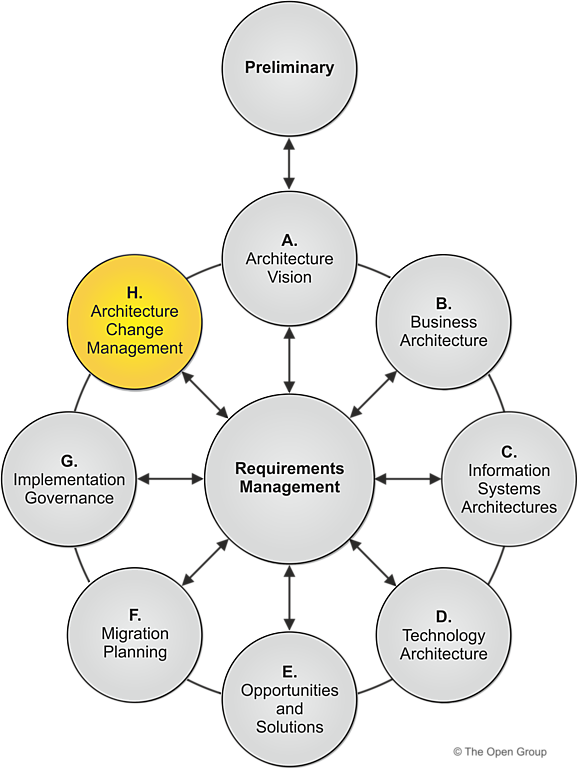 Preliminary
A.
Architecture
Vision
B.
Business
Architecture
C.
Information
Systems
Architectures
D.
Technology
Architecture
E.
Opportunities
and
Solutions
F.
Migration
Planning
G.
Implementation
Governance
H.
Architecture
Change
Management
Requirements
Management
© The Open Group